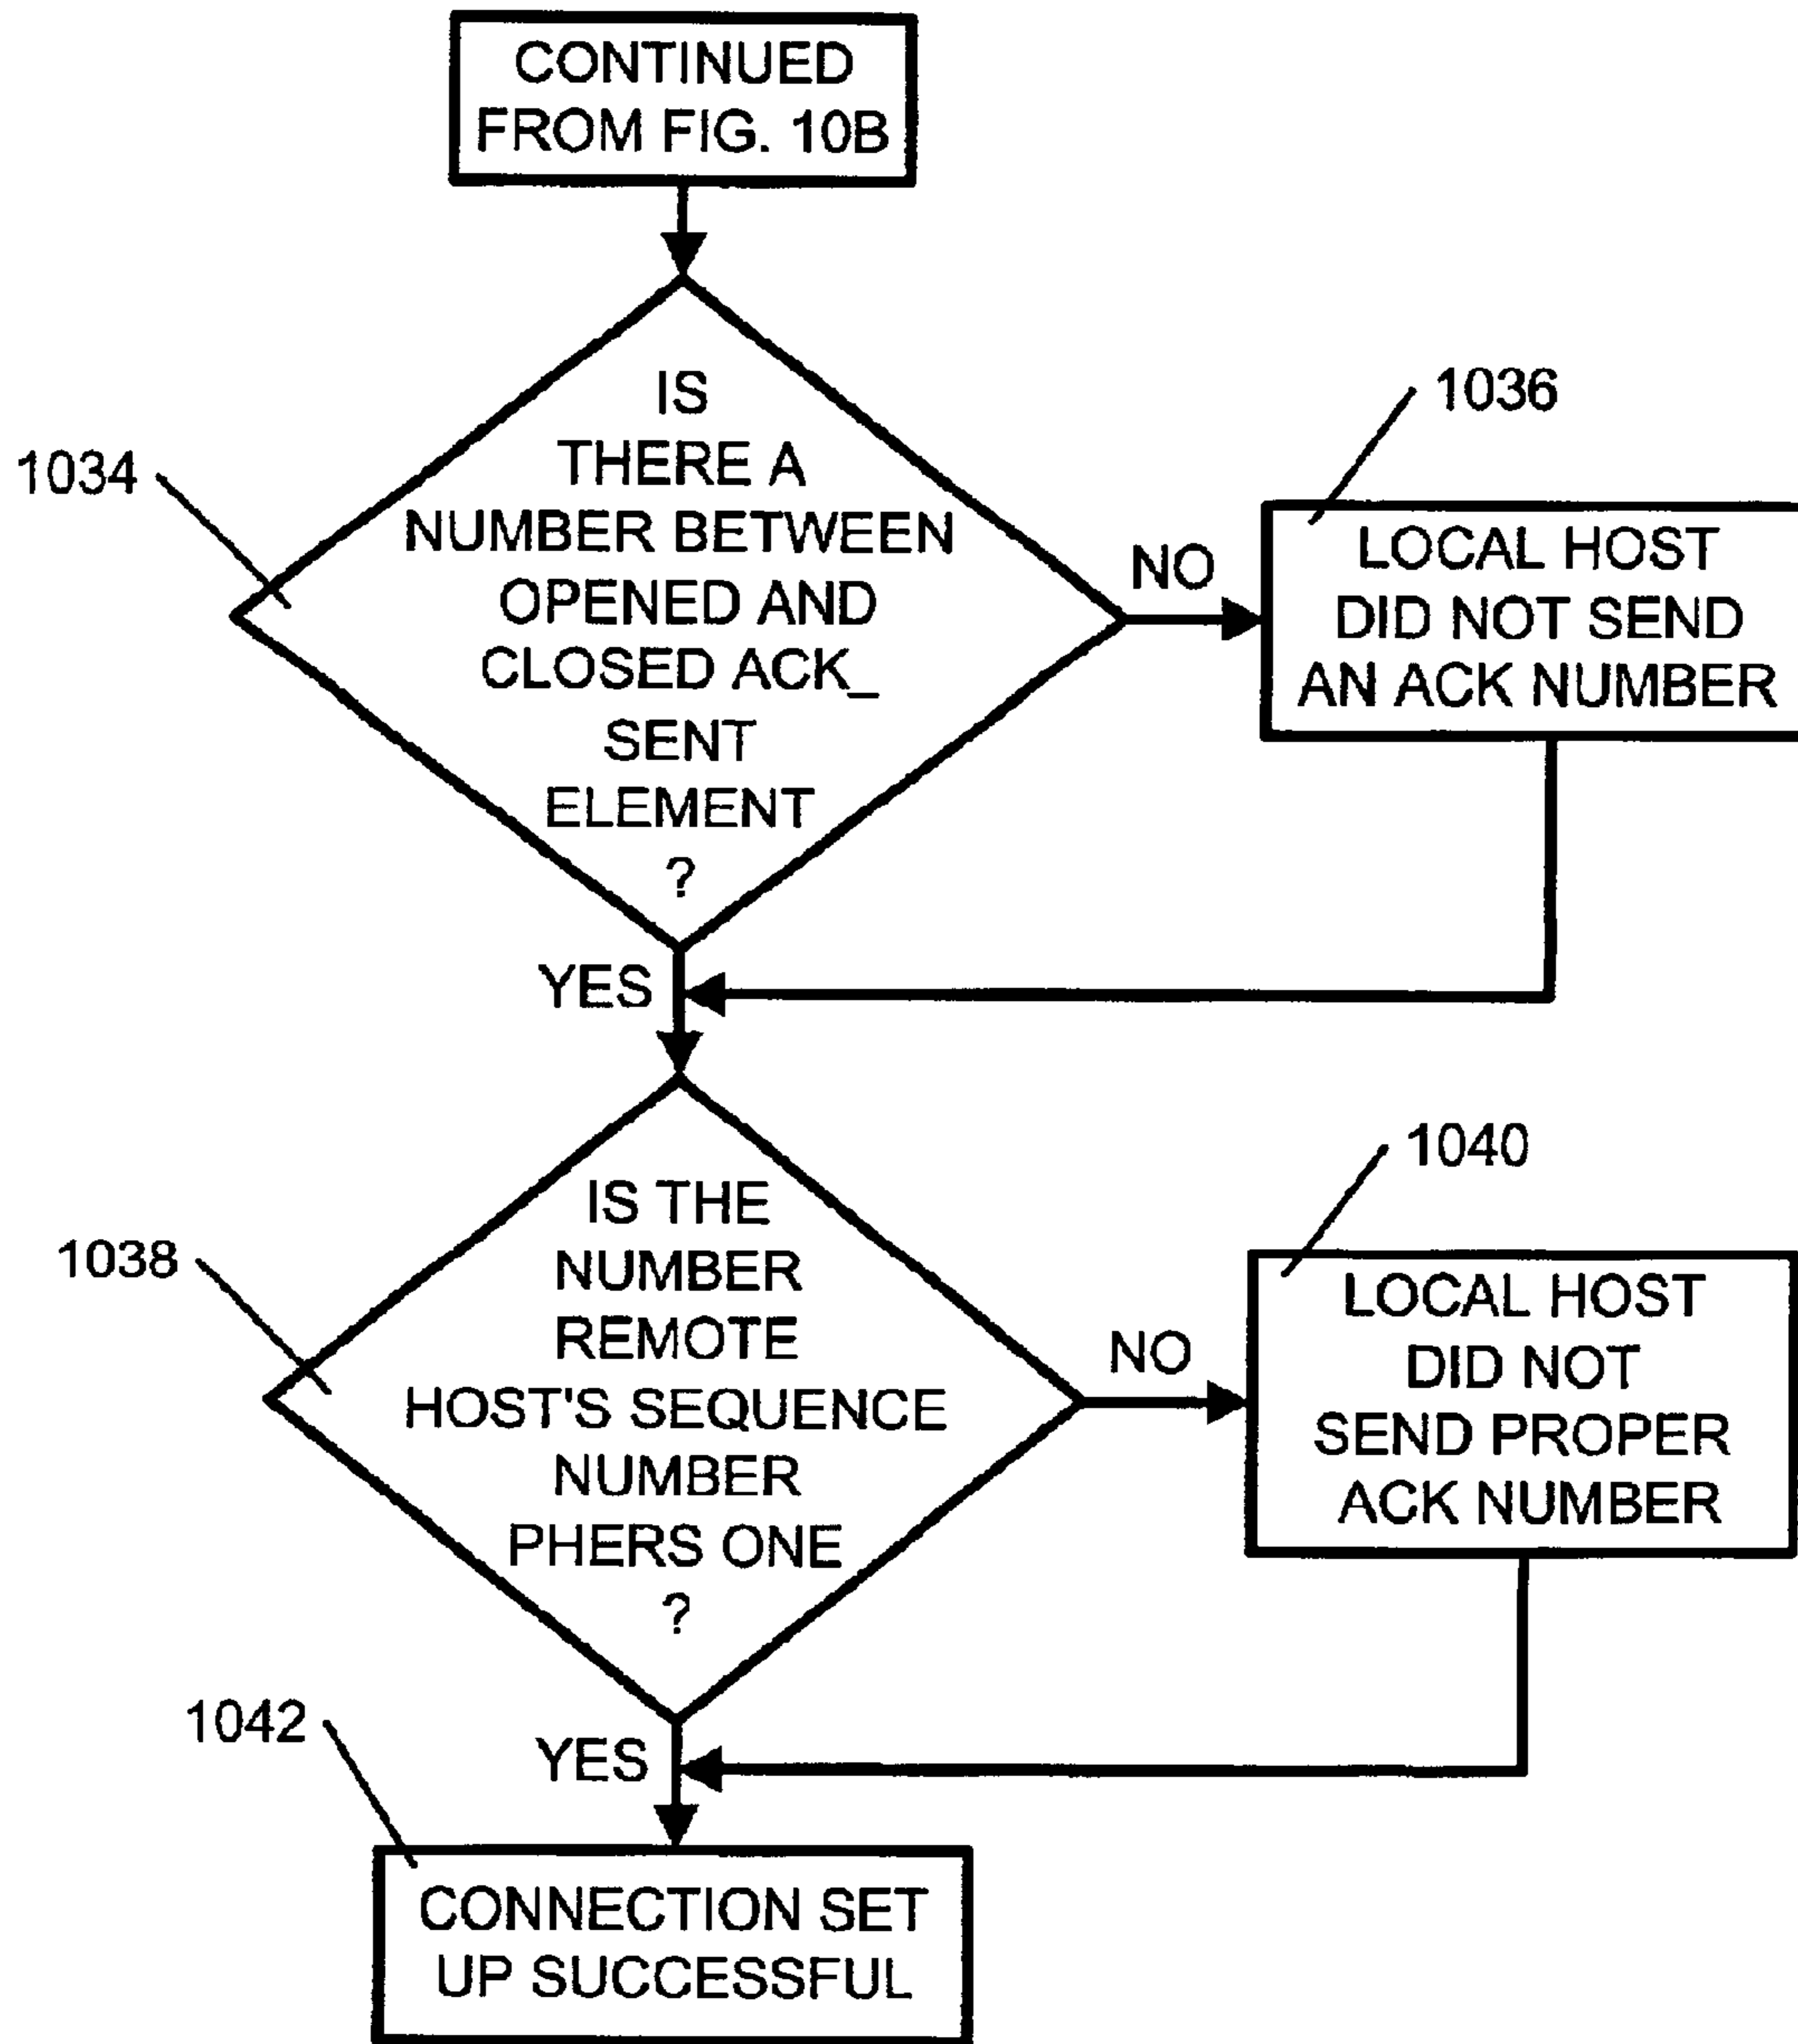 CONTINUED
FROM FIG. 10B
IS
THERE A
NUMBER BETWEEN
OPENED AND
CLOSED ACK_
SENT
ELEMENT
?
1034
NO
1036
LOCAL HOST
DID NOT SEND
AN ACK NUMBER
YES
IS THE
NUMBER
REMOTE
HOST'S SEQUENCE
NUMBER
PHERS ONE
?
1038
NO
1040
LOCAL HOST
DID NOT
SEND PROPER
ACK NUMBER
YES
1042
CONNECTION SET
UP SUCCESSFUL